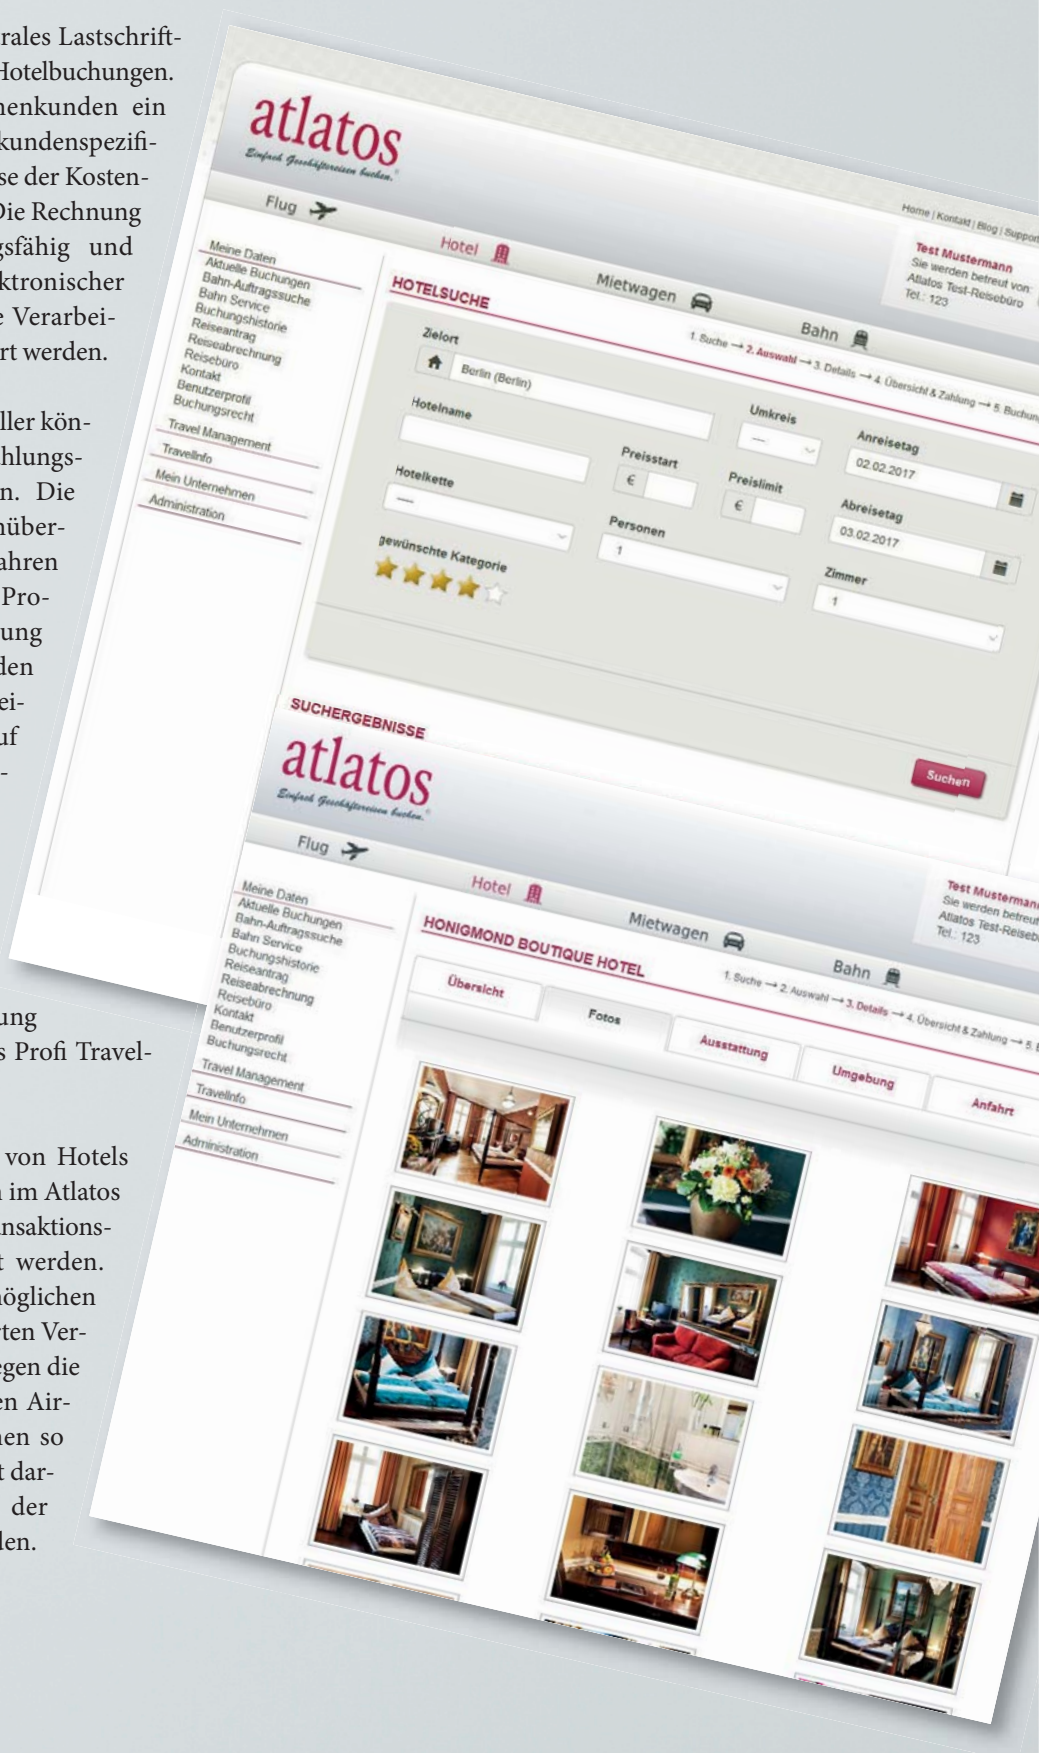 rales Lastschrift-
Hotelbuchungen.
nenkunden ein
kundenspezifi-
se der Kosten-
Die Rechnung
gsfähig und
ktronischer
e Verarbei-
rt werden.
ller kön-
hlungs-
n. Die
nüber-
ahren
Pro-
ung
den
ei-
uf
-
ung
s Profi Travel-
von Hotels
n im Atlatos
ansaktions-
t werden.
nöglichen
rten Ver-
egen die
en Air-
nen so
t dar-
der
den.
atlatos
Einfach Geschäftsreisen buchen.®
Home | Kontakt | Blog | Support
Flug
Hotel
Mietwagen
Bahn
Test Mustermann
Sie werden betreut von:
Atlatos Test-Reisebüro
Tel.: 123
Meine Daten
Aktuelle Buchungen
Bahn-Auftragssuche
Bahn Service
Buchungshistorie
Reiseantrag
Reiseabrechnung
Reisebüro
Kontakt
Benutzerprofil
Buchungsrecht
Travel Management
TravelInfo
Mein Unternehmen
Administration
HOTELSUCHE
1. Suche → 2. Auswahl → 3. Details → 4. Übersicht & Zahlung → 5. Buchung
Zielort
Berlin (Berlin)
Umkreis
---
Anreisetag
02.02.2017
Hotelname
Preisstart
€
Preislimit
€
Abreisetag
03.02.2017
Hotelkette
----
Personen
1
Zimmer
1
gewünschte Kategorie
Suchen
SUCHERGEBNISSE
atlatos
Einfach Geschäftsreisen buchen.®
Flug
Hotel
Mietwagen
Bahn
Test Mustermann
Sie werden betreut
Atlatos Test-Reisebü
Tel.: 123
Meine Daten
Aktuelle Buchungen
Bahn-Auftragssuche
Bahn Service
Buchungshistorie
Reiseantrag
Reiseabrechnung
Reisebüro
Kontakt
Benutzerprofil
Buchungsrecht
Travel Management
TravelInfo
Mein Unternehmen
Administration
HONIGMOND BOUTIQUE HOTEL
1. Suche → 2. Auswahl → 3. Details → 4. Übersicht & Zahlung → 5. B
Übersicht
Fotos
Ausstattung
Umgebung
Anfahrt